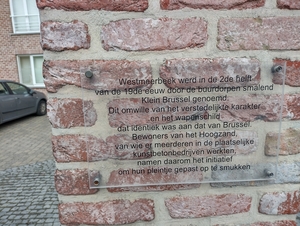 Westmeerbeek werd in de 2de helft
van de 19de eeuw door de buurdorpen smalend
Klein Brussel genoemd.
Dit omwille van het verstedelijkte karakter
en het wapenschild
dat identiek was aan dat van Brussel.
Bewoners van het Hoogzand,
van wie er meerderen in de plaatselijke
kunstbetonbedrijven werkten,
namen daarom het initiatief
om hun pleintje gepast op te smukken